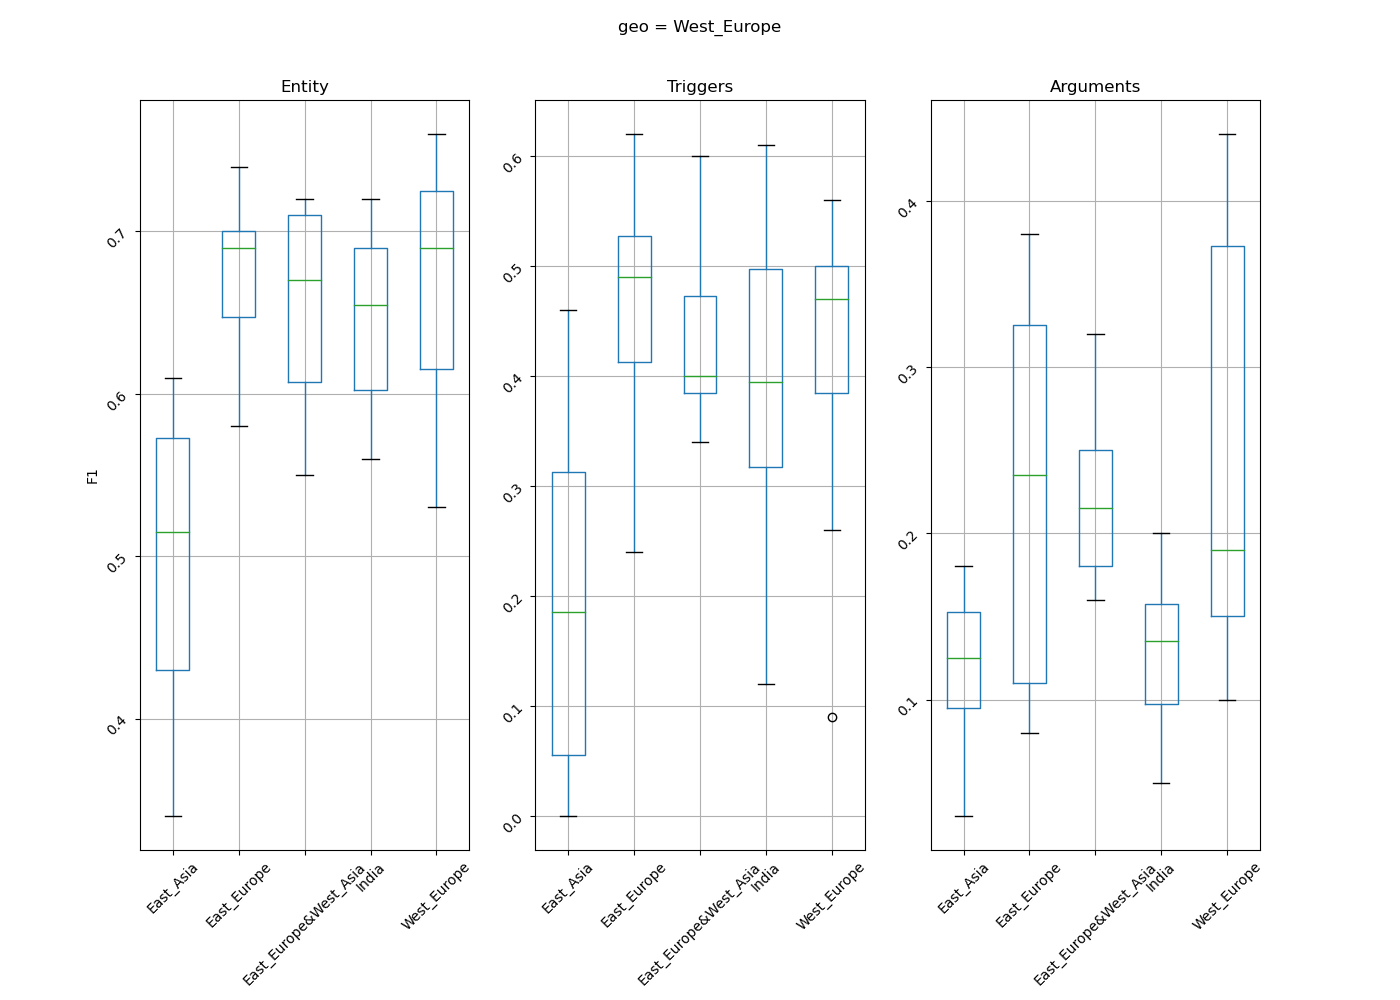 geo = West_Europe
Entity
Triggers
Arguments
F1
0.7
0.6
0.5
0.4
East_Asia
East_Europe
East_Europe&West_Asia
India
West_Europe
0.6
0.5
0.4
0.3
0.2
0.1
0.0
East_Asia
East_Europe
East_Europe&West_Asia
India
West_Europe
0.4
0.3
0.2
0.1
East_Asia
East_Europe
East_Europe&West_Asia
India
West_Europe